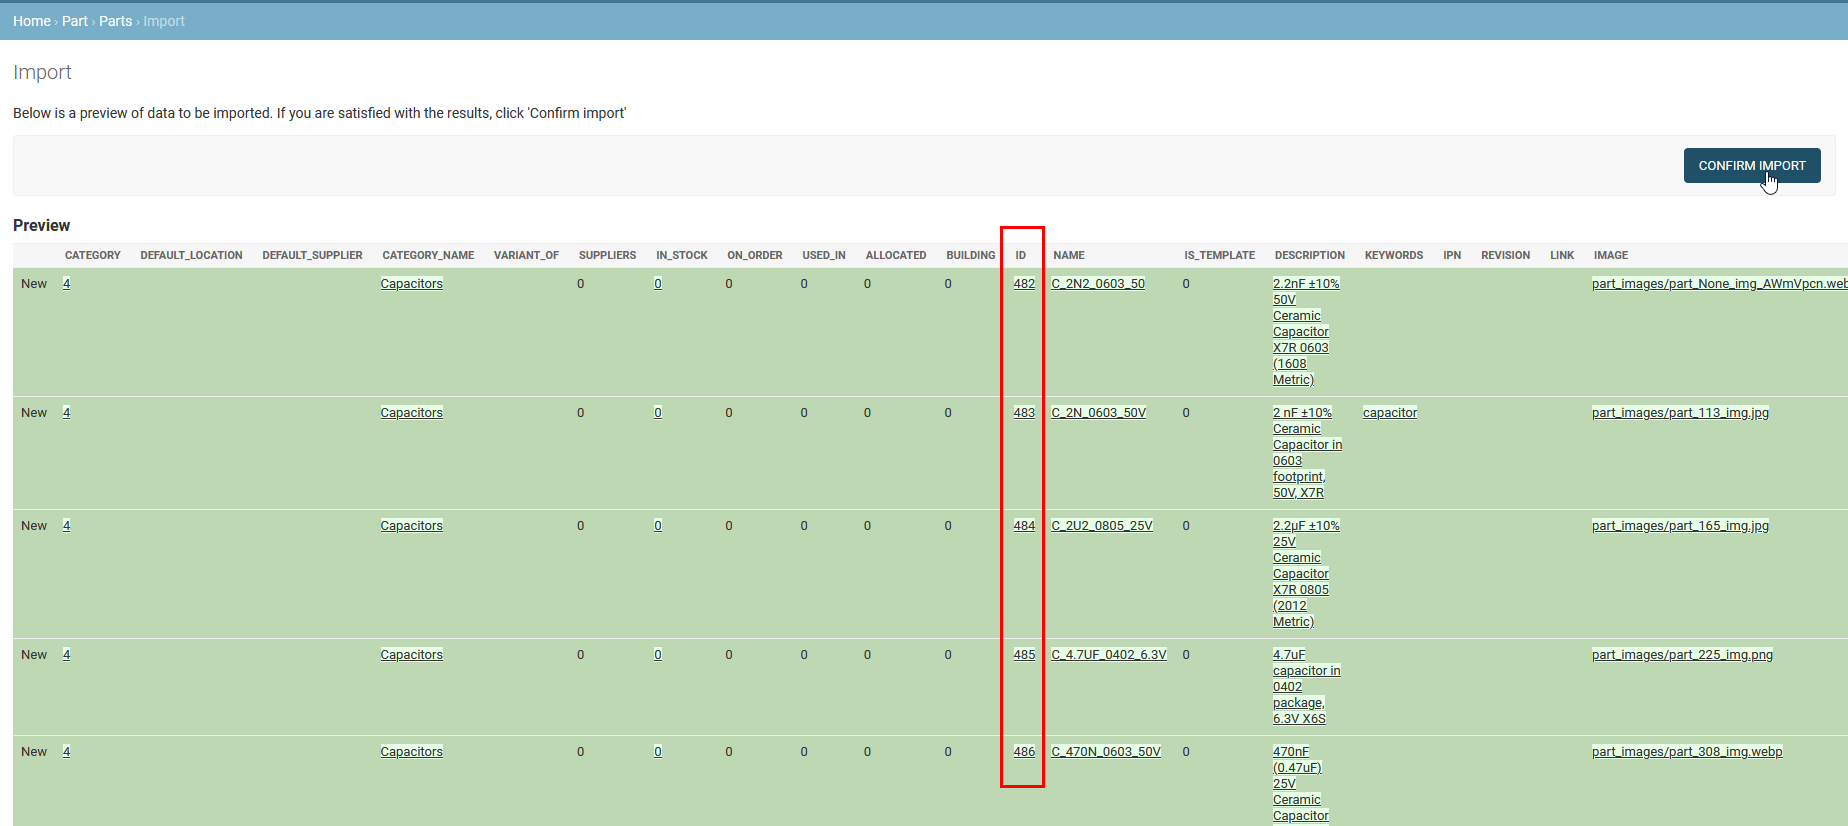 Home › Part › Parts › Import
Import
Below is a preview of data to be imported. If you are satisfied with the results, click 'Confirm import'
CONFIRM IMPORT
Preview
CATEGORY DEFAULT_LOCATION DEFAULT_SUPPLIER CATEGORY_NAME VARIANT_OF SUPPLIERS IN_STOCK ON_ORDER USED_IN ALLOCATED BUILDING ID NAME IS_TEMPLATE DESCRIPTION KEYWORDS IPN REVISION LINK IMAGE
New 4 Capacitors 0 0 0 0 0 0 482 C_2N2_0603_50 0 2.2nF ±10% part_images/part_None_img_AWmVpcn.web
50V
Ceramic
Capacitor
X7R 0603
(1608
Metric)
New 4 Capacitors 0 0 0 0 0 0 483 C_2N_0603_50V 0 2 nF ±10% capacitor part_images/part_113_img.jpg
Ceramic
Capacitor in
0603
footprint,
50V, X7R
New 4 Capacitors 0 0 0 0 0 0 484 C_2U2_0805_25V 0 2.2µF ±10% part_images/part_165_img.jpg
25V
Ceramic
Capacitor
X7R 0805
(2012
Metric)
New 4 Capacitors 0 0 0 0 0 0 485 C_4.7UF_0402_6.3V 0 4.7uF part_images/part_225_img.png
capacitor in
0402
package,
6.3V X6S
New 4 Capacitors 0 0 0 0 0 0 486 C_470N_0603_50V 0 470nF part_images/part_308_img.webp
(0.47uF)
25V
Ceramic
Capacitor